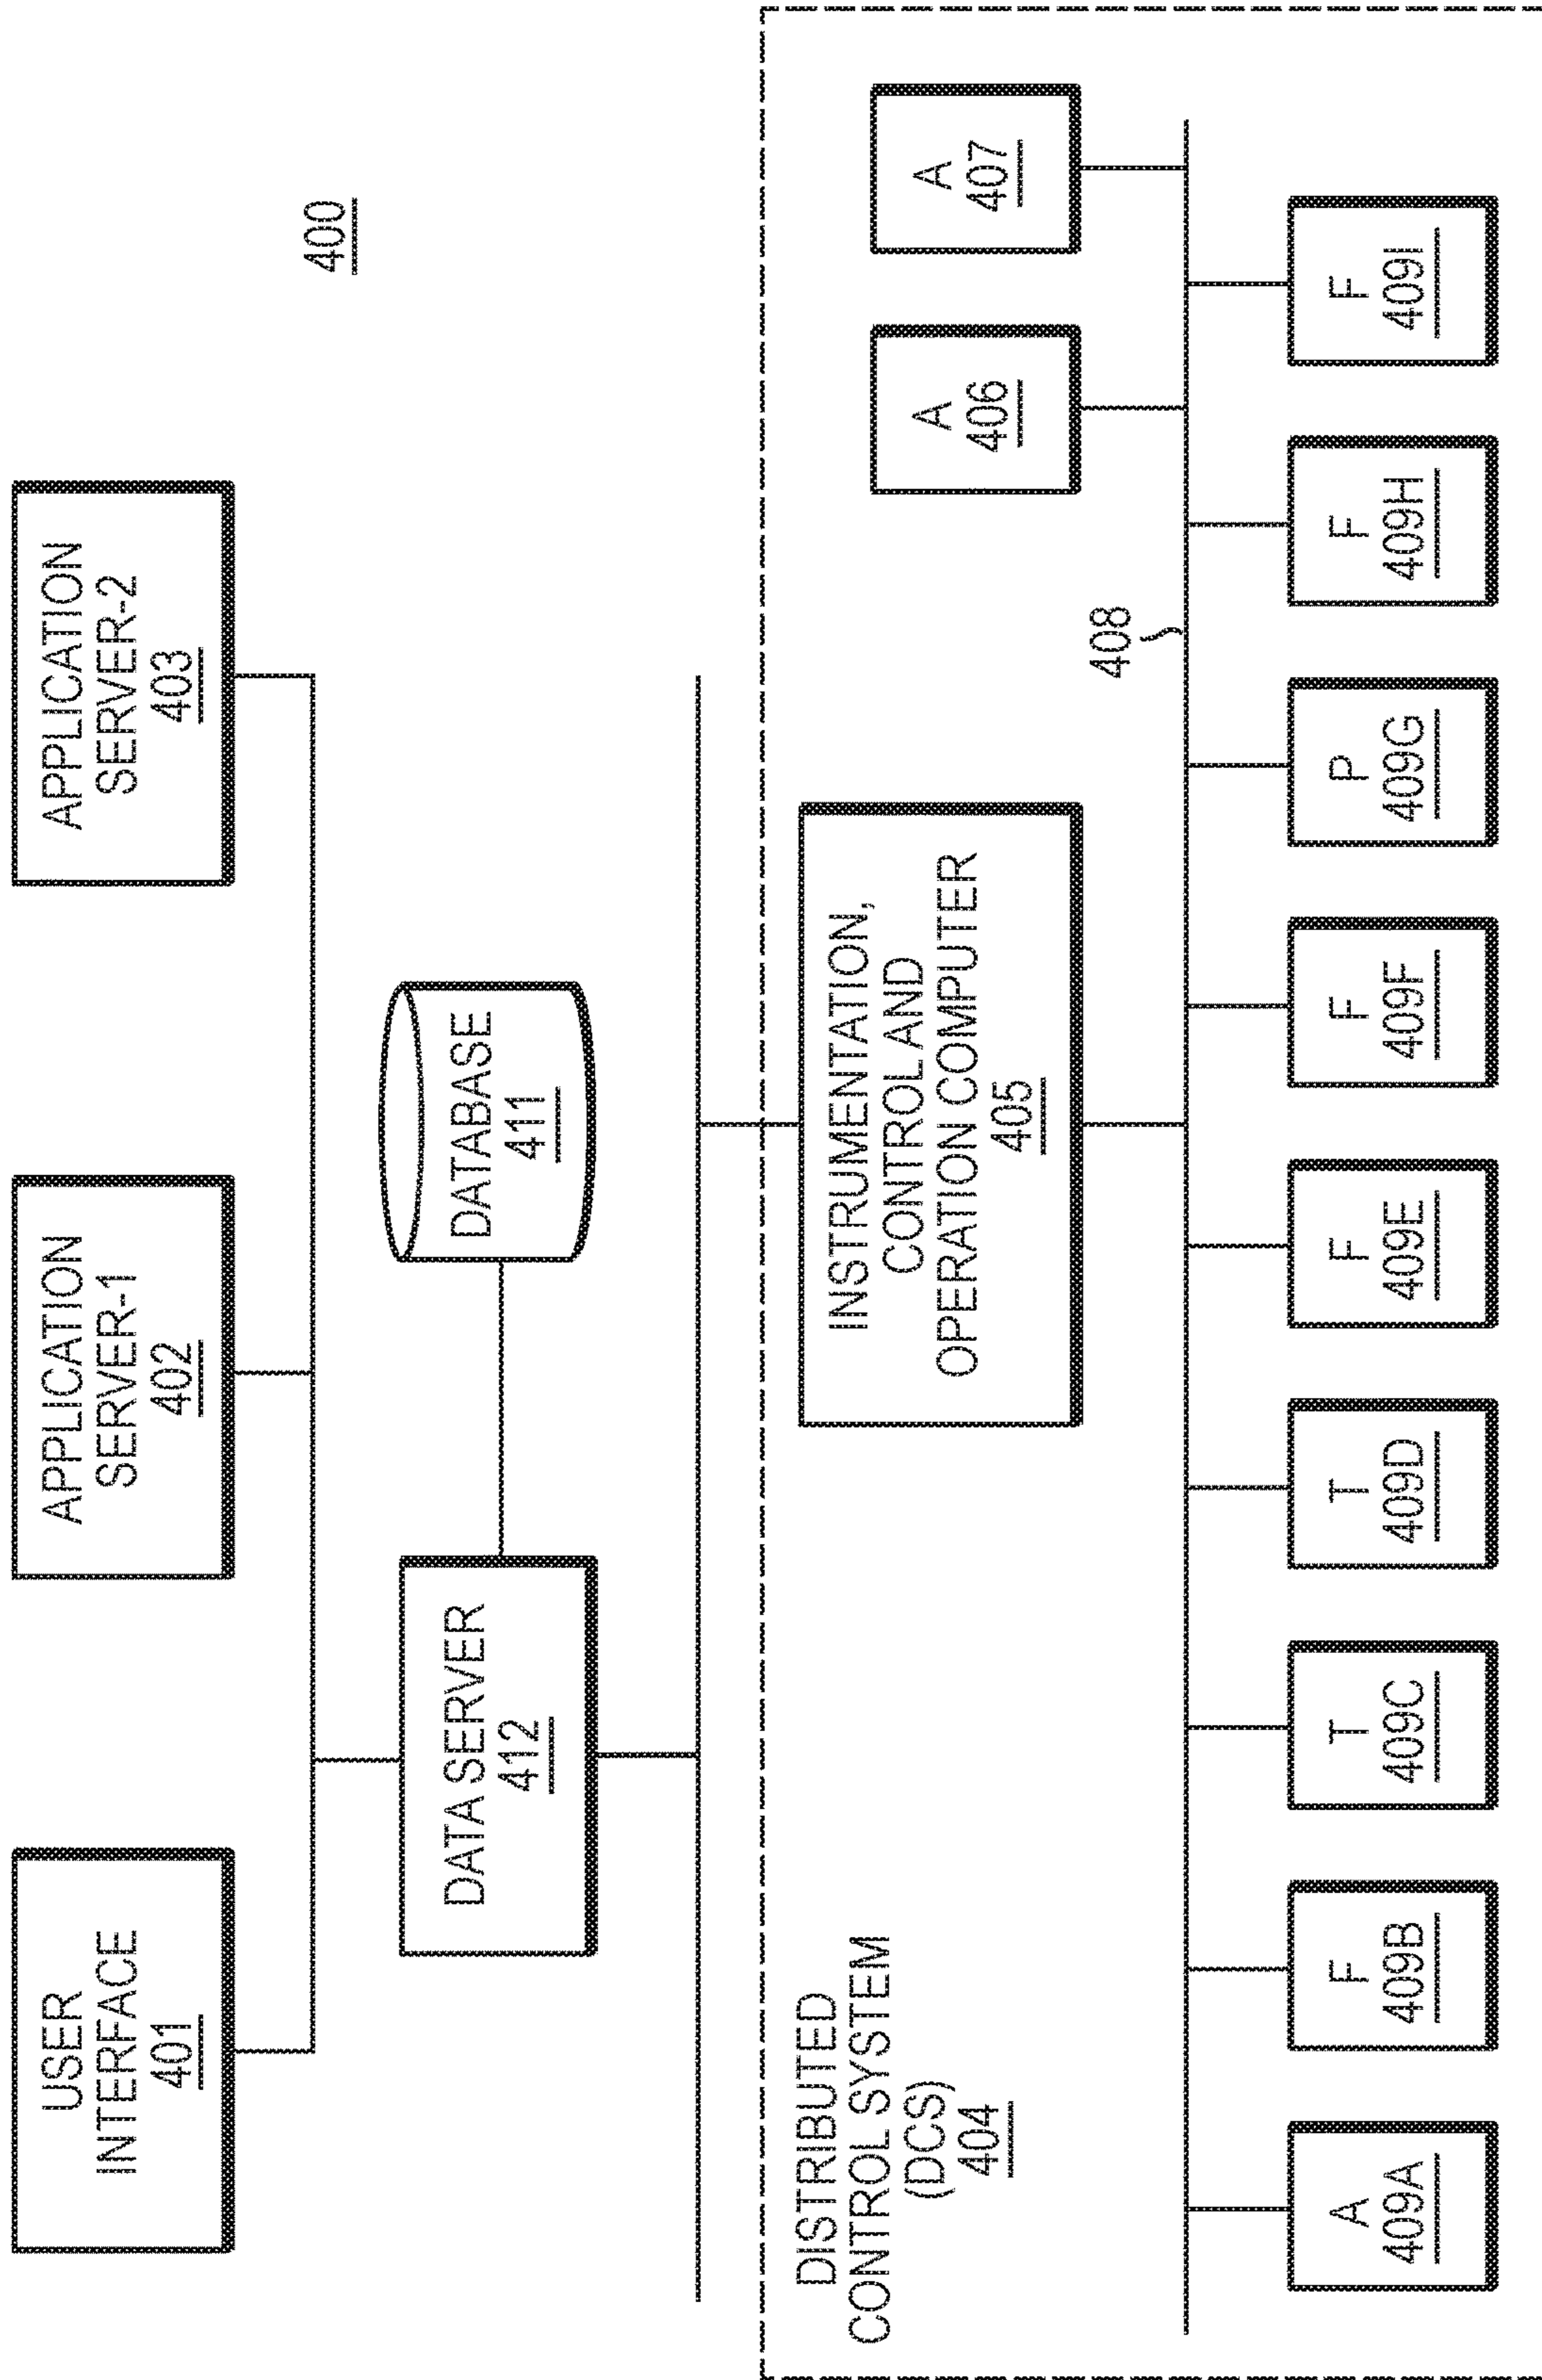 400
USER
INTERFACE
401
APPLICATION
SERVER-1
402
APPLICATION
SERVER-2
403
DATA SERVER
412
DATABASE
411
DISTRIBUTED
CONTROL SYSTEM
(DCS)
404
INSTRUMENTATION,
CONTROL AND
OPERATION COMPUTER
405
A
406
A
407
408
A
409A
F
409B
T
409C
T
409D
F
409E
F
409F
P
409G
F
409H
F
409I